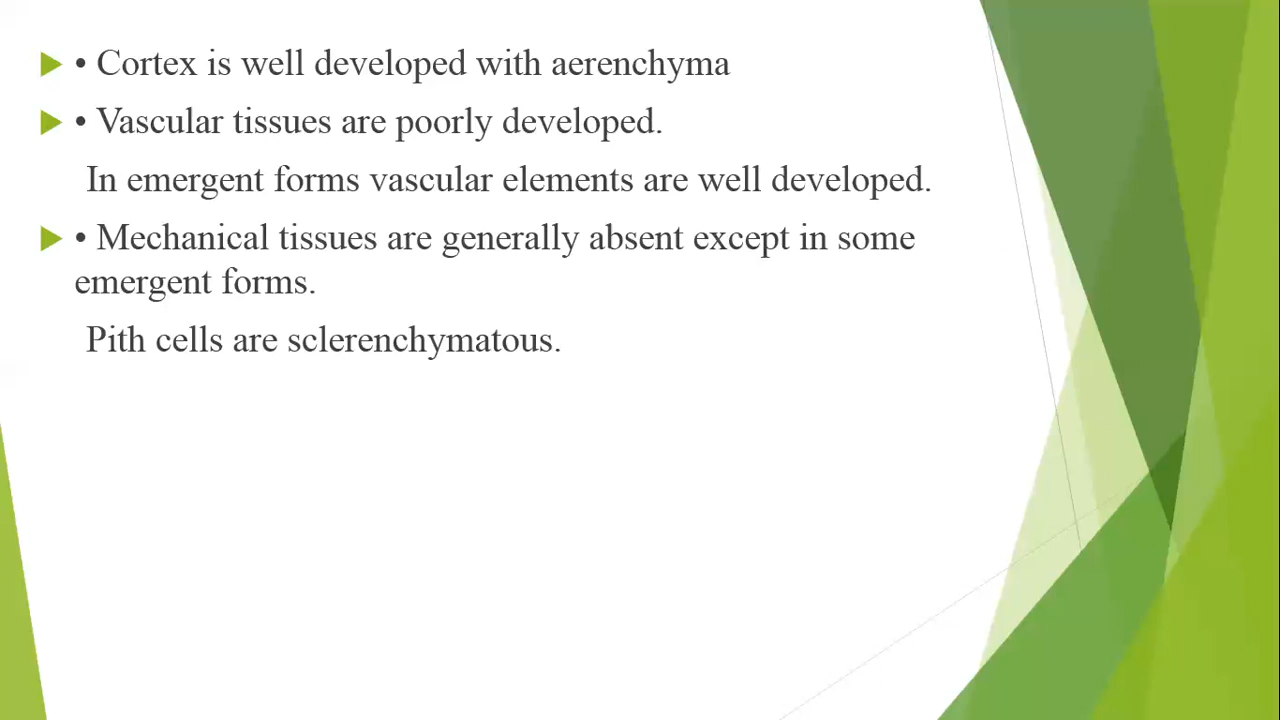 • Cortex is well developed with aerenchyma
• Vascular tissues are poorly developed.
In emergent forms vascular elements are well developed.
• Mechanical tissues are generally absent except in some
emergent forms.
Pith cells are sclerenchymatous.